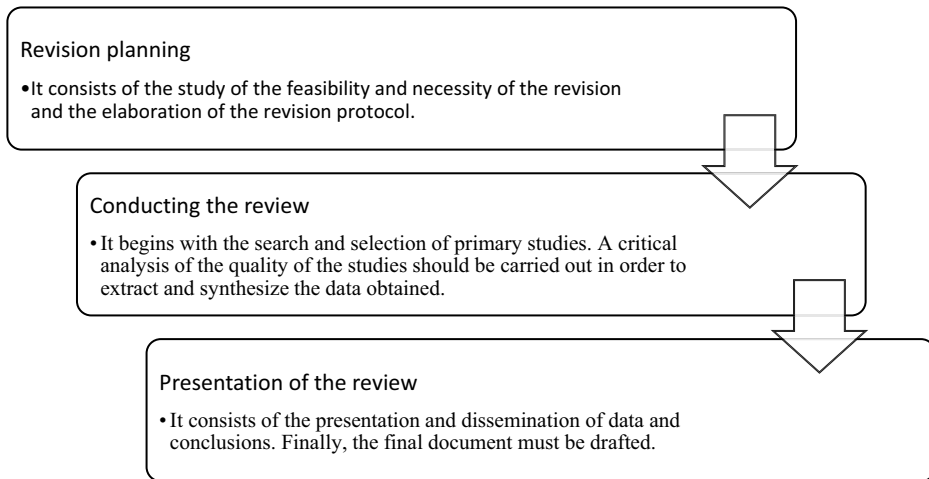 Revision planning
•It consists of the study of the feasibility and necessity of the revision
and the elaboration of the revision protocol.
Conducting the review
• It begins with the search and selection of primary studies. A critical
analysis of the quality of the studies should be carried out in order to
extract and synthesize the data obtained.
Presentation of the review
• It consists of the presentation and dissemination of data and
conclusions. Finally, the final document must be drafted.